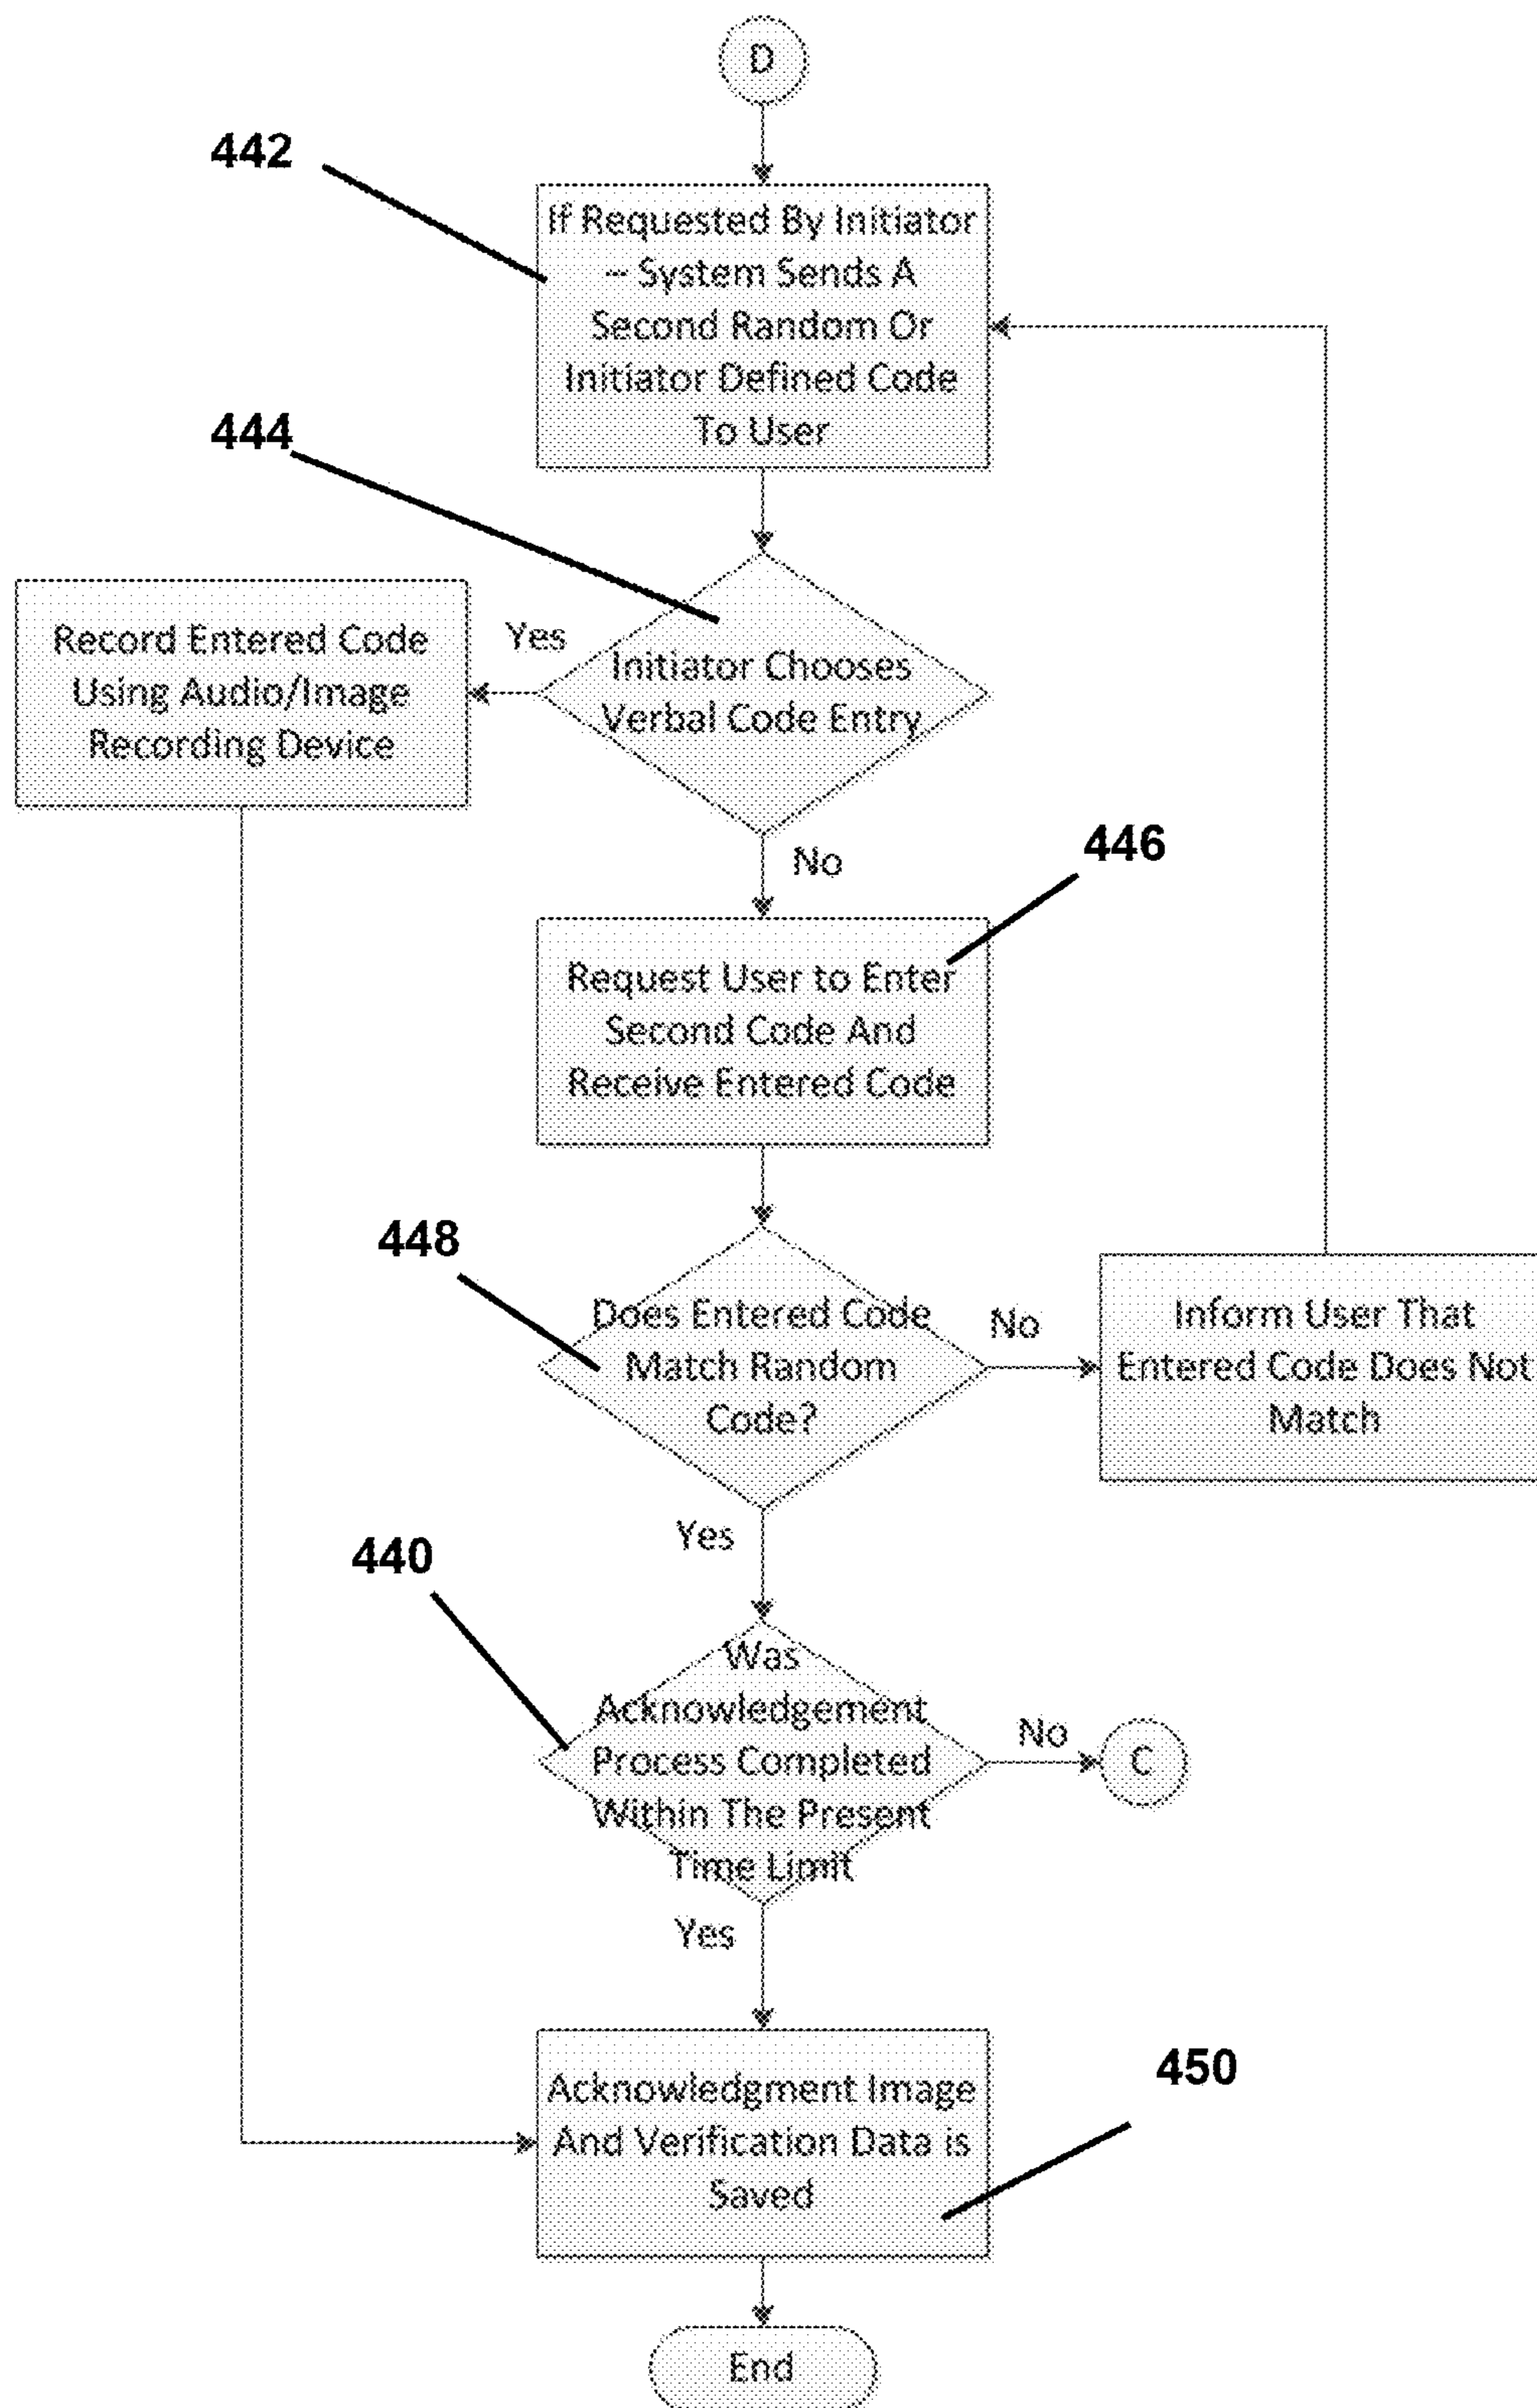 D
442
If Requested By Initiator
-- System Sends A
Second Random Or
Initiator Defined Code
To User
444
Record Entered Code
Using Audio/Image
Recording Device
Yes
Initiator Chooses
Verbal Code Entry
No
446
Request User to Enter
Second Code And
Receive Entered Code
448
Does Entered Code
Match Random
Code?
No
Inform User That
Entered Code Does Not
Match
Yes
440
Was
Acknowledgement
Process Completed
Within The Present
Time Limit
No
C
Yes
450
Acknowledgment Image
And Verification Data is
Saved
End